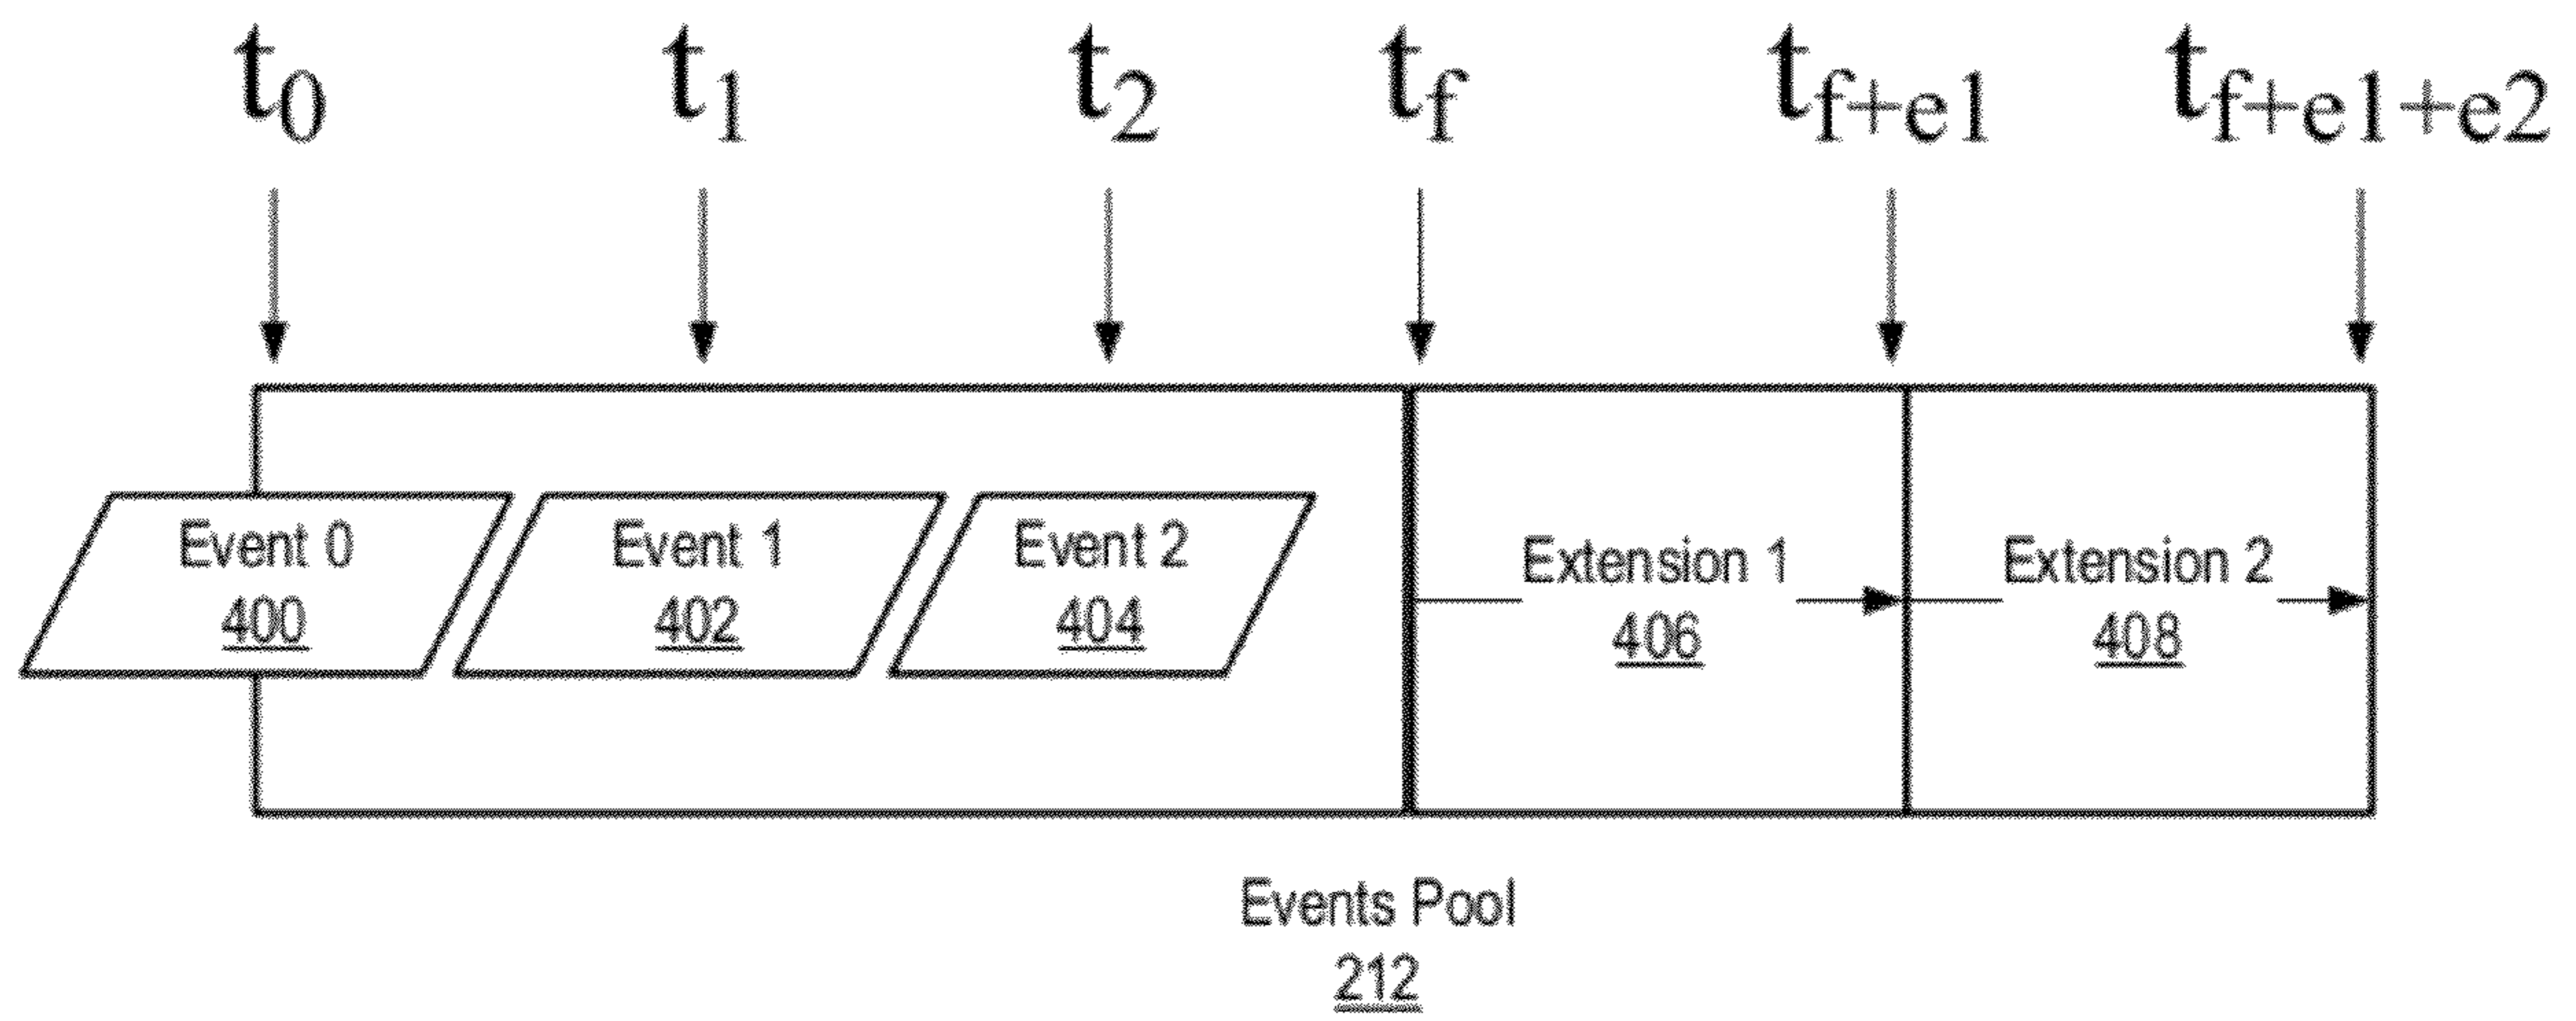 t0 t1 t2 tf tf+e1 tf+e1+e2
Event 0 Event 1 Event 2
400 402 404
Extension 1 Extension 2
406 408
Events Pool
212